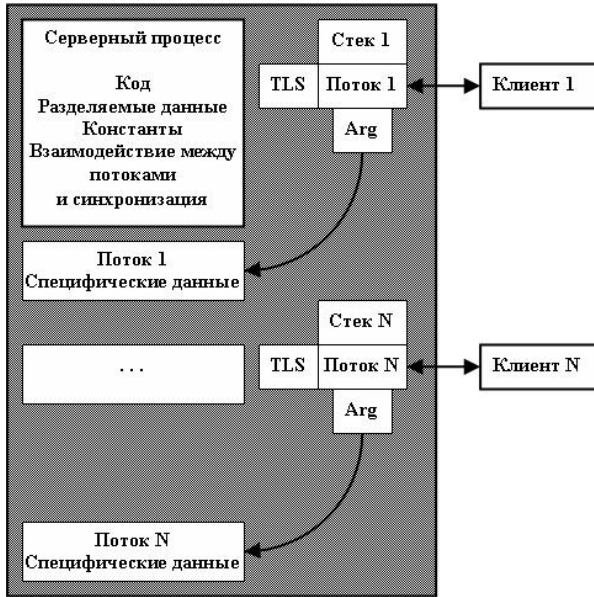 Серверный процесс
Код
Разделяемые данные
Константы
Взаимодействие между
потоками
и синхронизация
Стек 1
TLS
Поток 1
Arg
Клиент 1
Поток 1
Специфические данные
Стек N
TLS
Поток N
Arg
Клиент N
. . .
Поток N
Специфические данные